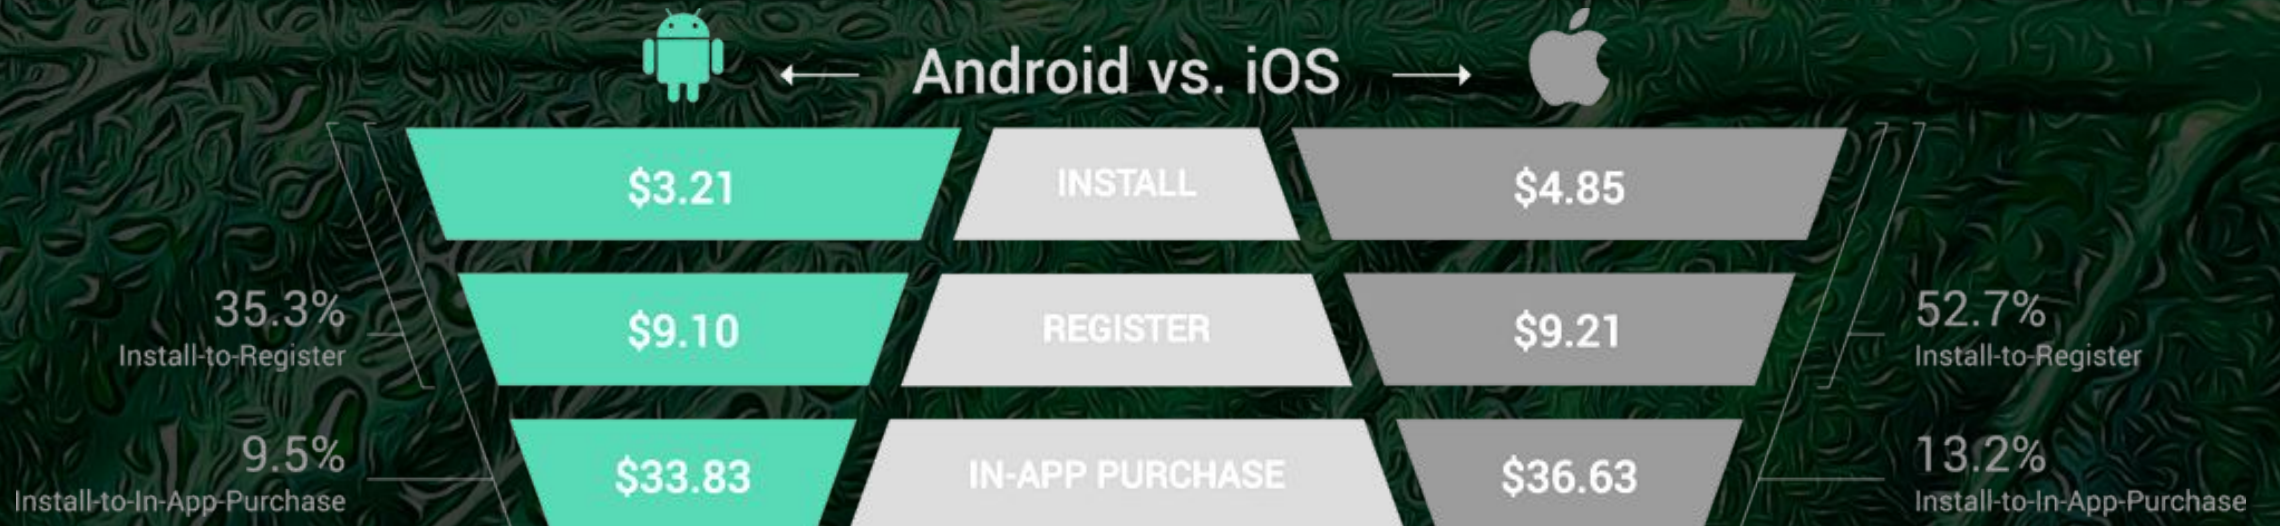 Android vs. iOS
$3.21 INSTALL $4.85
35.3% $9.10 REGISTER $9.21 52.7%
Install-to-Register Install-to-Register
9.5% $33.83 IN-APP PURCHASE $36.63 13.2%
Install-to-In-App-Purchase Install-to-In-App-Purchase